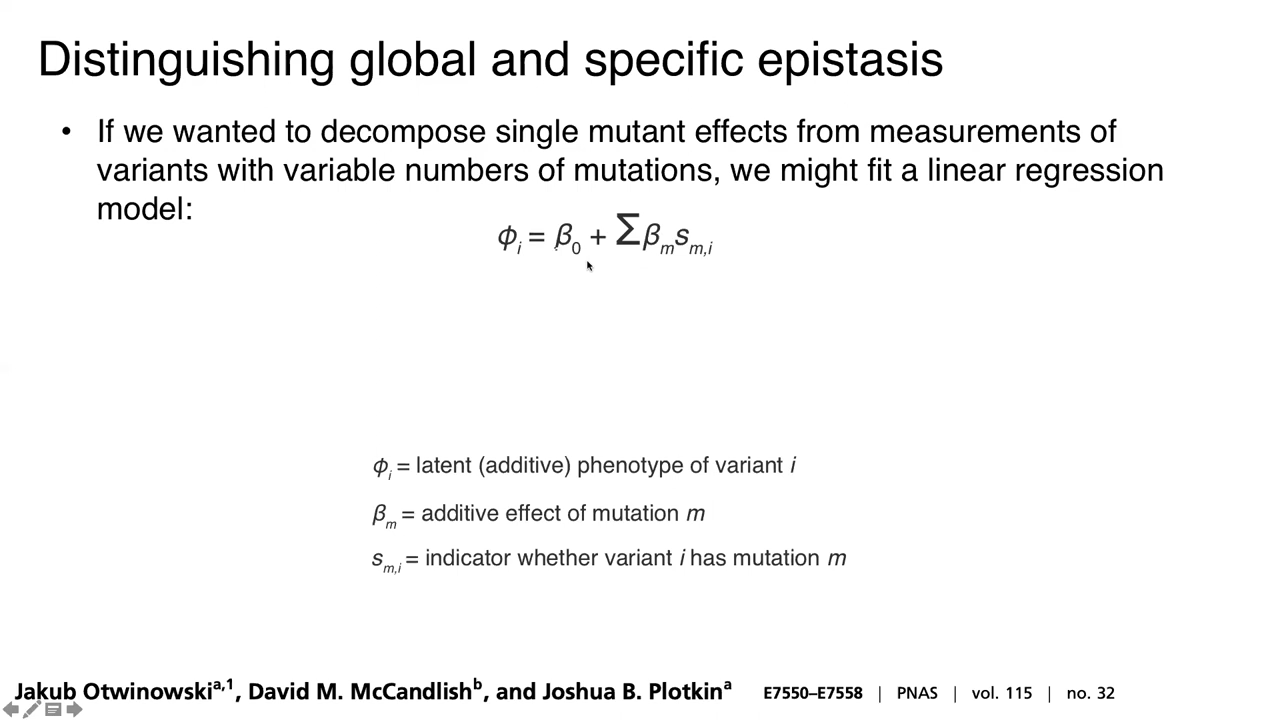 Distinguishing global and specific epistasis
• If we wanted to decompose single mutant effects from measurements of
variants with variable numbers of mutations, we might fit a linear regression
model:
ϕi = β0 + Σβmsm,i
ϕi = latent (additive) phenotype of variant i
βm = additive effect of mutation m
sm,i = indicator whether variant i has mutation m
Jakub Otwinowskia,1, David M. McCandlishb, and Joshua B. Plotkina E7550–E7558 | PNAS | vol. 115 | no. 32